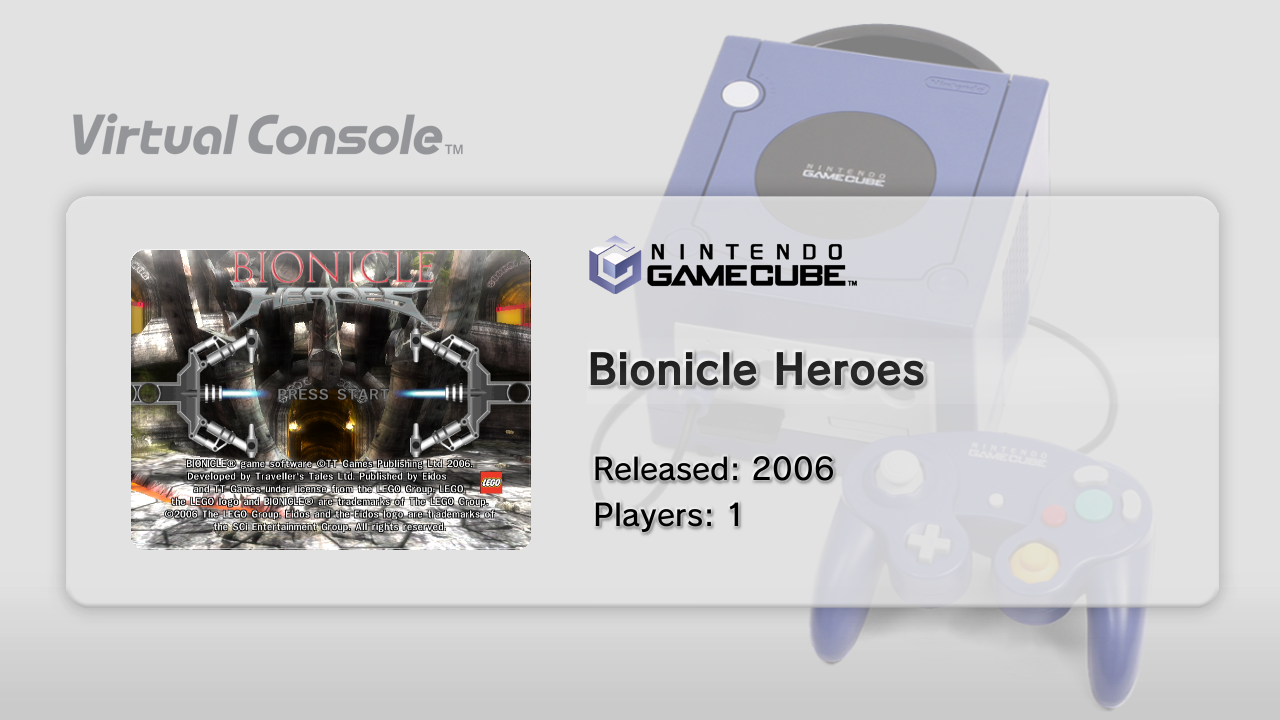 Virtual Console™
Nintendo
NINTENDO
GAMECUBE
BIONICLE
HEROES
PRESS START
BIONICLE® game software ©TT Games Publishing Ltd 2006.
Developed by Traveller's Tales Ltd. Published by Eidos
and TT Games under license from the LEGO Group. LEGO,
the LEGO logo and BIONICLE® are trademarks of The LEGO Group.
©2006 The LEGO Group. Eidos and the Eidos logo are trademarks of
the SCi Entertainment Group. All rights reserved.
LEGO
NINTENDO
GAMECUBE™
Bionicle Heroes
Released: 2006
Players: 1
NINTENDO
GAMECUBE